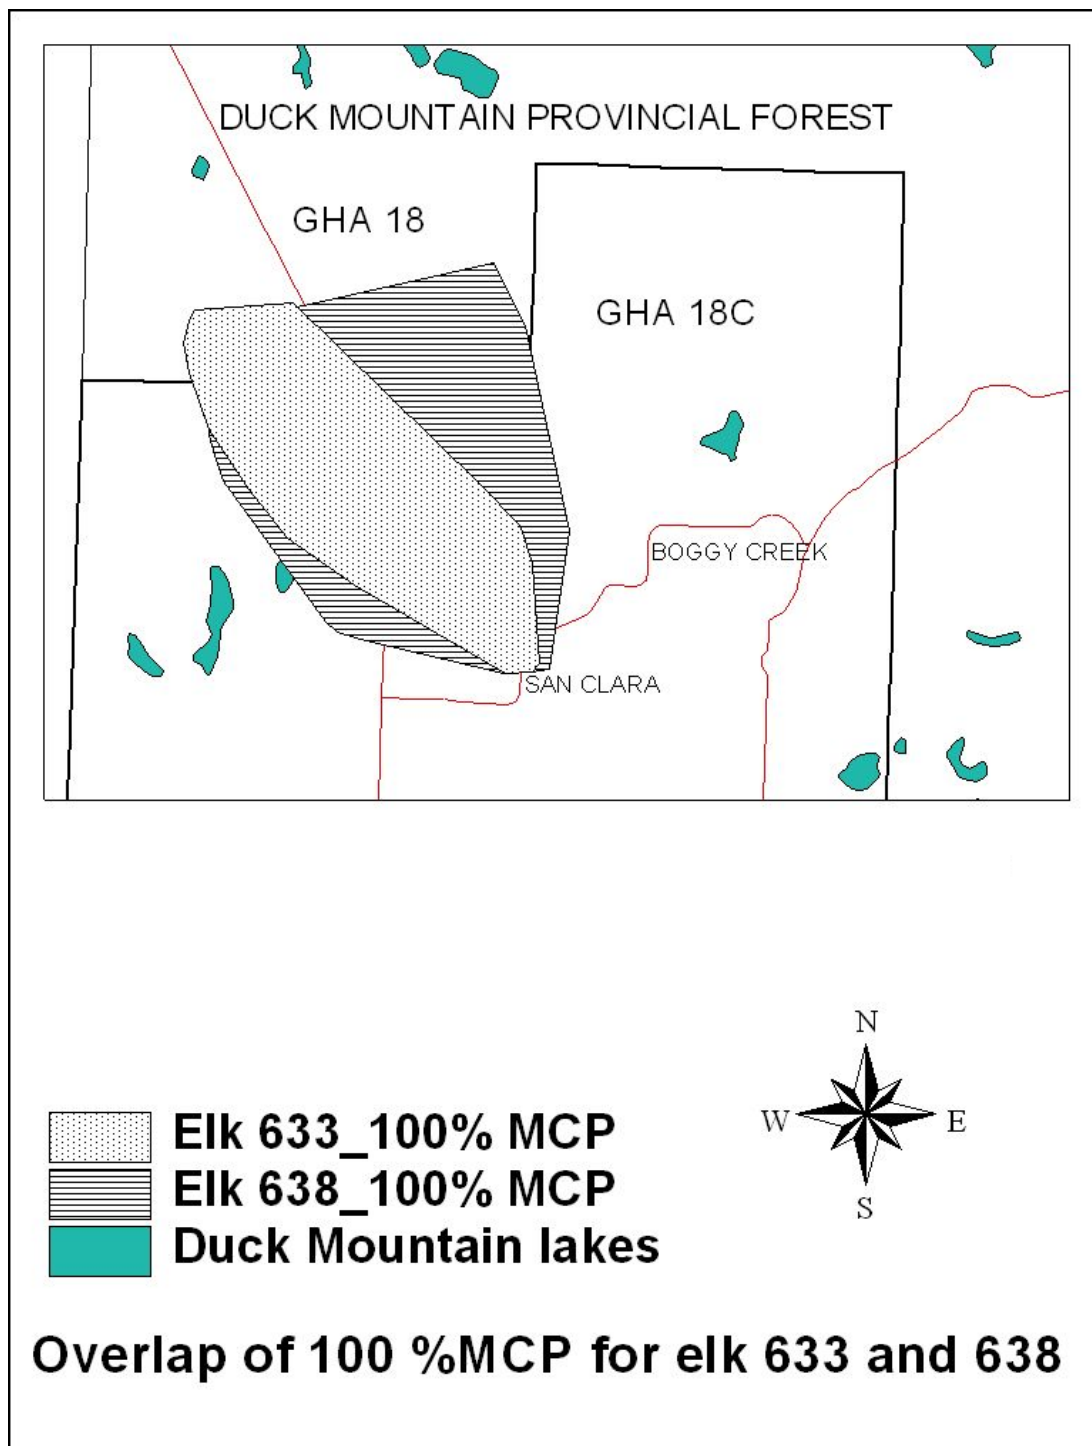 DUCK MOUNTAIN PROVINCIAL FOREST
GHA 18
GHA 18C
BOGGY CREEK
SAN CLARA
N
W E
S
Elk 633_100% MCP
Elk 638_100% MCP
Duck Mountain lakes
Overlap of 100 %MCP for elk 633 and 638